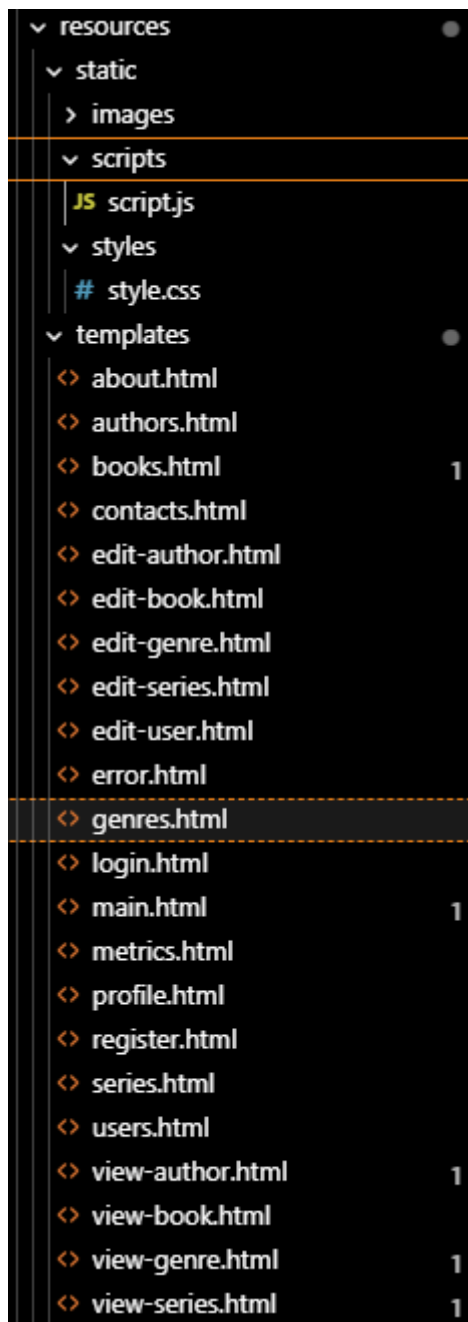 resources
static
images
scripts
JS script.js
styles
# style.css
templates
<> about.html
<> authors.html
<> books.html 1
<> contacts.html
<> edit-author.html
<> edit-book.html
<> edit-genre.html
<> edit-series.html
<> edit-user.html
<> error.html
<> genres.html
<> login.html
<> main.html 1
<> metrics.html
<> profile.html
<> register.html
<> series.html
<> users.html
<> view-author.html 1
<> view-book.html
<> view-genre.html 1
<> view-series.html 1